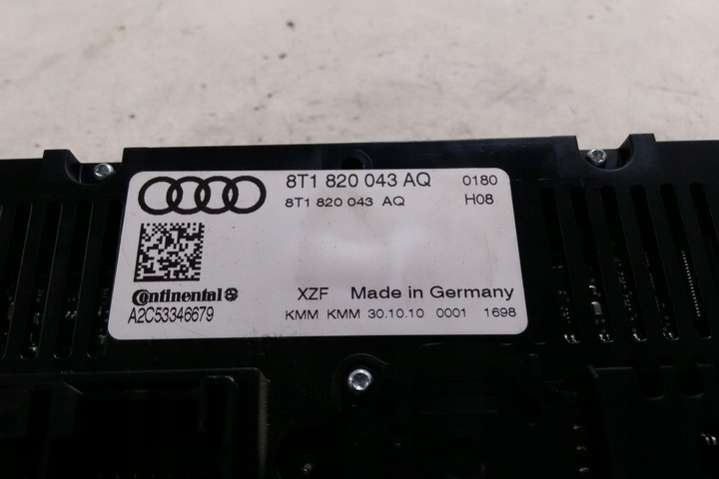 8T1 820 043 AQ 0180
8T1 820 043 AQ H08
Continental
XZF Made in Germany
A2C53346679
KMM KMM 30.10.10 0001 1698